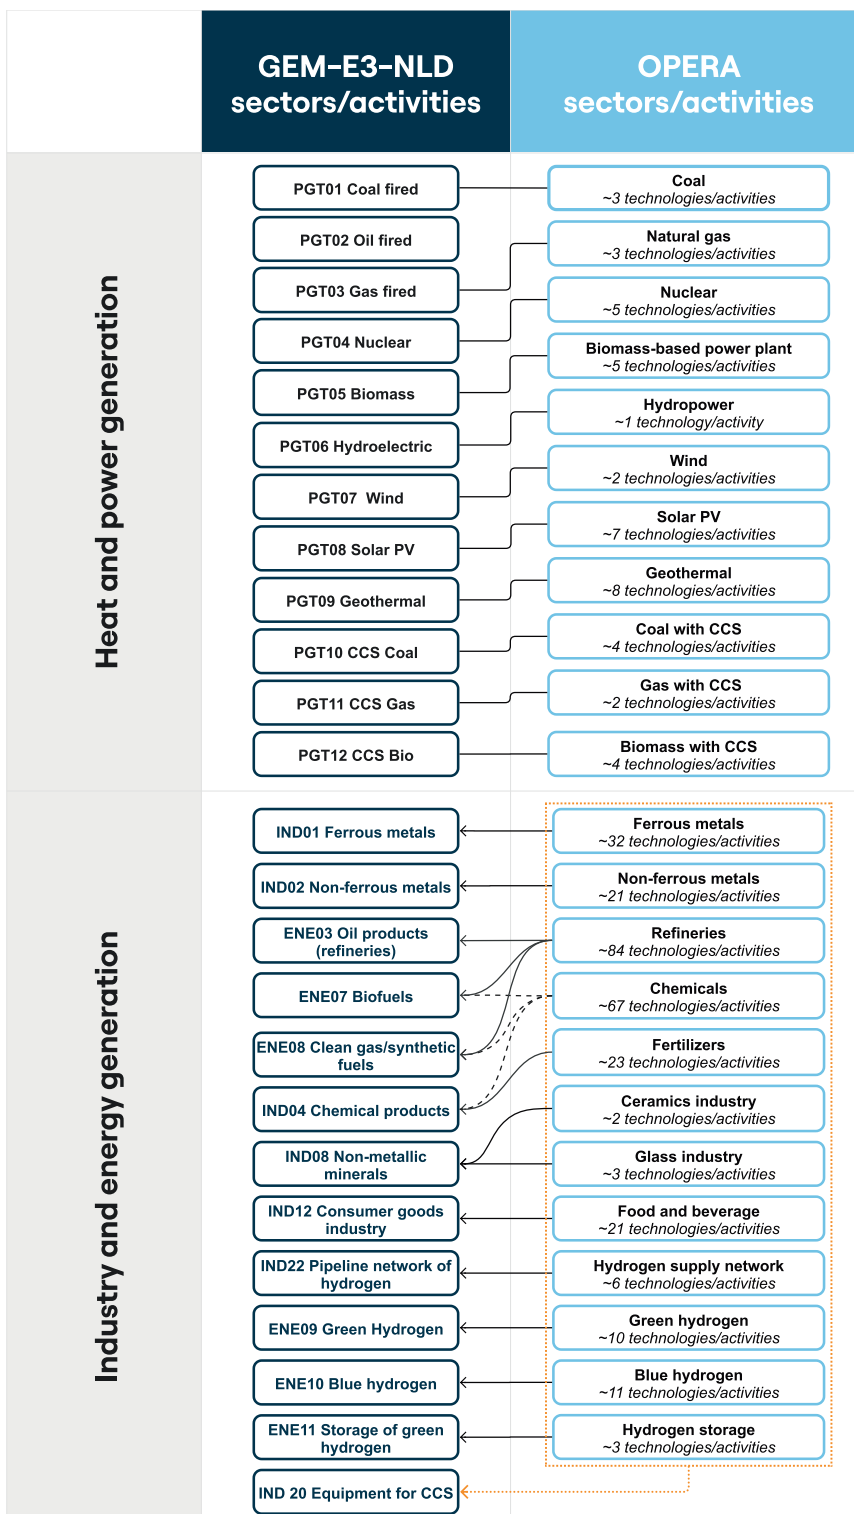 GEM-E3-NLD
sectors/activities
OPERA
sectors/activities
Heat and power generation
PGT01 Coal fired
Coal
~3 technologies/activities
PGT02 Oil fired
Natural gas
~3 technologies/activities
PGT03 Gas fired
Nuclear
~5 technologies/activities
PGT04 Nuclear
Biomass-based power plant
~5 technologies/activities
PGT05 Biomass
Hydropower
~1 technology/activity
PGT06 Hydroelectric
Wind
~2 technologies/activities
PGT07  Wind
Solar PV
~7 technologies/activities
PGT08 Solar PV
Geothermal
~8 technologies/activities
PGT09 Geothermal
Coal with CCS
~4 technologies/activities
PGT10 CCS Coal
Gas with CCS
~2 technologies/activities
PGT11 CCS Gas
PGT12 CCS Bio
Biomass with CCS
~4 technologies/activities
Industry and energy generation
IND01 Ferrous metals
Ferrous metals
~32 technologies/activities
IND02 Non-ferrous metals
Non-ferrous metals
~21 technologies/activities
ENE03 Oil products
(refineries)
Refineries
~84 technologies/activities
ENE07 Biofuels
Chemicals
~67 technologies/activities
ENE08 Clean gas/synthetic
fuels
Fertilizers
~23 technologies/activities
IND04 Chemical products
Ceramics industry
~2 technologies/activities
IND08 Non-metallic
minerals
Glass industry
~3 technologies/activities
IND12 Consumer goods
industry
Food and beverage
~21 technologies/activities
IND22 Pipeline network of
hydrogen
Hydrogen supply network
~6 technologies/activities
ENE09 Green Hydrogen
Green hydrogen
~10 technologies/activities
ENE10 Blue hydrogen
Blue hydrogen
~11 technologies/activities
ENE11 Storage of green
hydrogen
Hydrogen storage
~3 technologies/activities
IND 20 Equipment for CCS